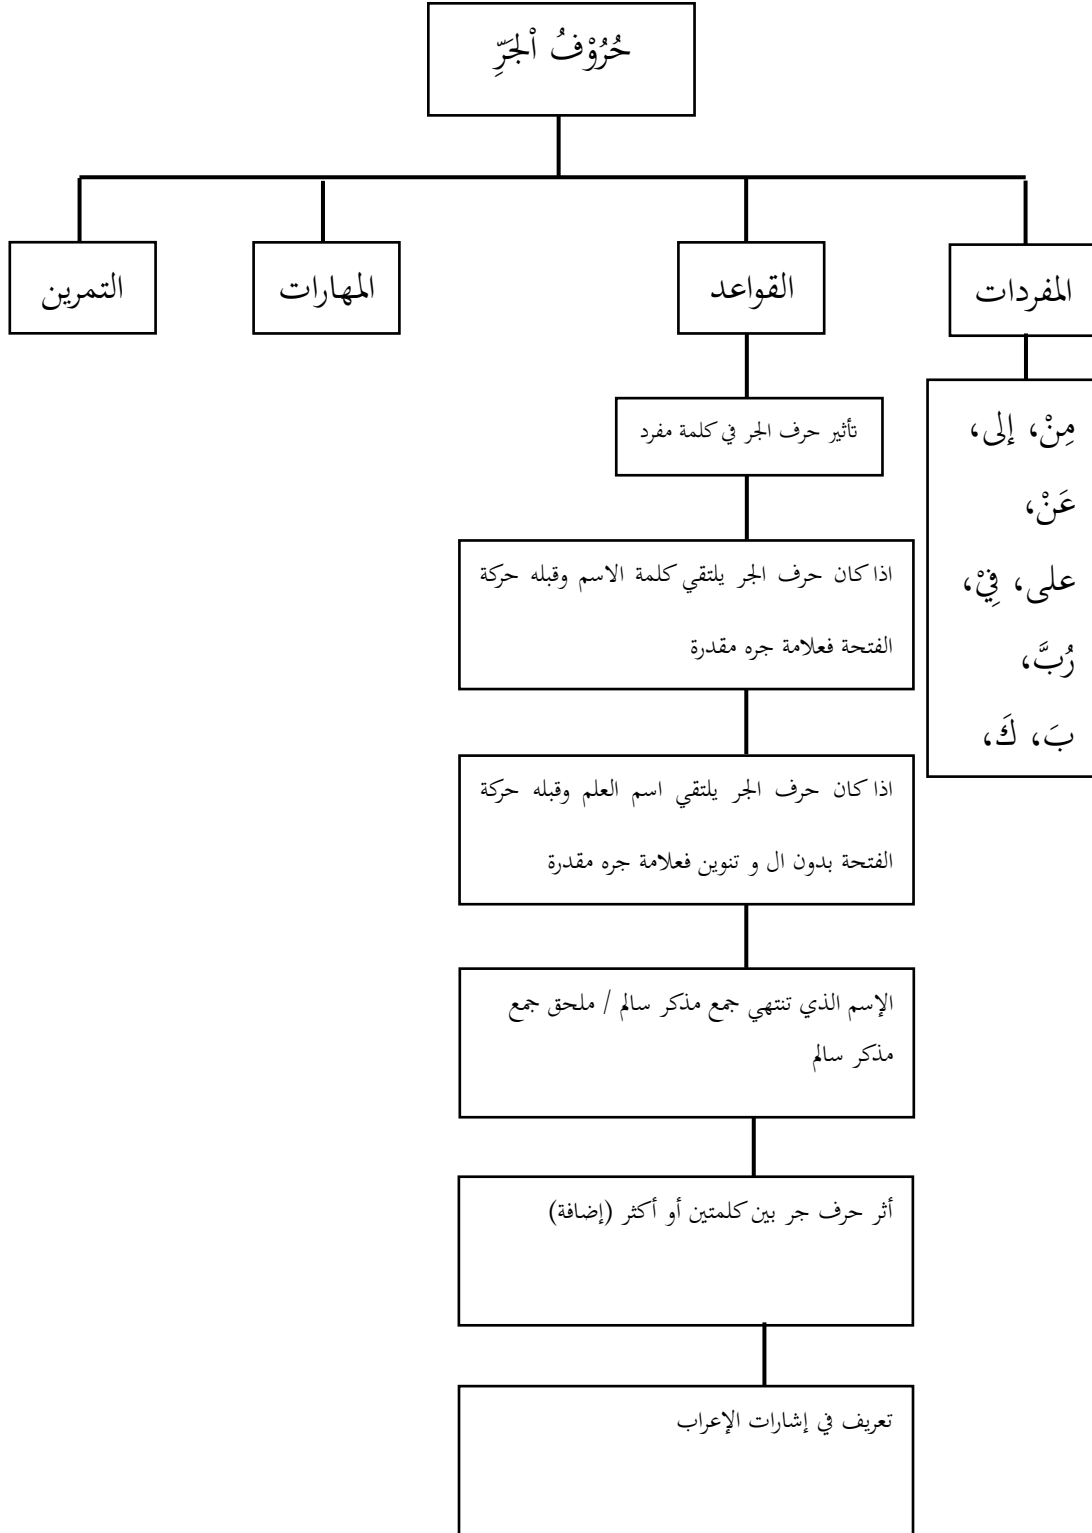 حُرُوْفُ اْلجَرِّ
المفردات
القواعد
المهارات
التمرين
مِنْ، إلى،
عَنْ،
على، فِيْ،
رُبَّ،
بَ، كَ،
تأثير حرف الجر في كلمة مفرد
اذا كان حرف الجر يلتقي كلمة الاسم وقبله حركة
الفتحة فعلامة جره مقدرة
اذا كان حرف الجر يلتقي اسم العلم وقبله حركة
الفتحة بدون ال و تنوين فعلامة جره مقدرة
الإسم الذي تنتهي جمع مذكر سالم / ملحق جمع
مذكر سالم
أثر حرف جر بين كلمتين أو أكثر (إضافة)
تعريف في إشارات الإعراب